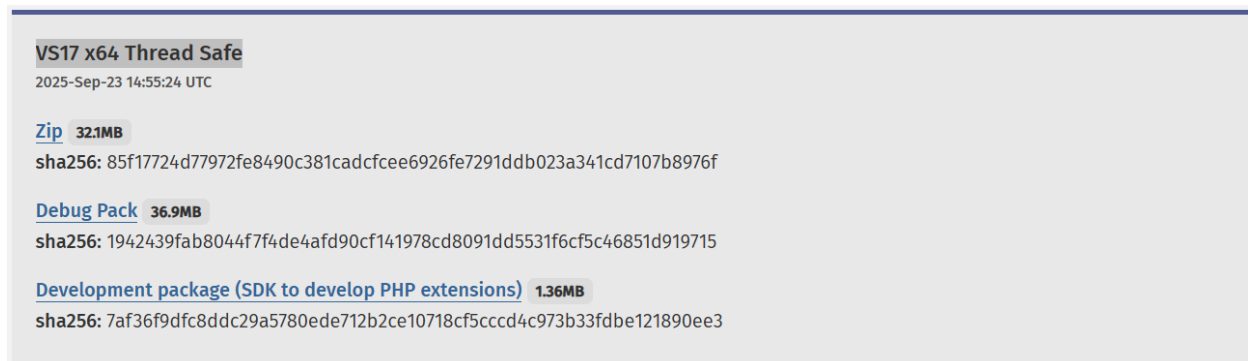 VS17 x64 Thread Safe
2025-Sep-23 14:55:24 UTC
Zip 32.1MB
sha256: 85f17724d77972fe8490c381cadcfcee6926fe7291ddb023a341cd7107b8976f
Debug Pack 36.9MB
sha256: 1942439fab8044f7f4de4afd90cf141978cd8091dd5531f6cf5c46851d919715
Development package (SDK to develop PHP extensions) 1.36MB
sha256: 7af36f9dfc8ddc29a5780ede712b2ce10718cf5cccd4c973b33fdbe121890ee3